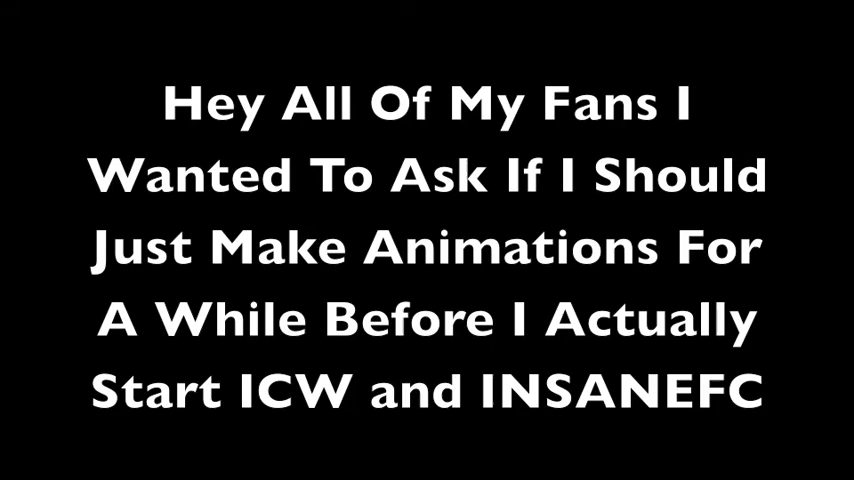 Hey All Of My Fans I
Wanted To Ask If I Should
Just Make Animations For
A While Before I Actually
Start ICW and INSANEFC